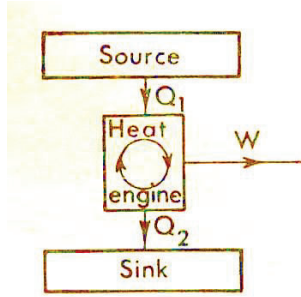 Source
Q₁
Heat
W
engine
Q₂
Sink